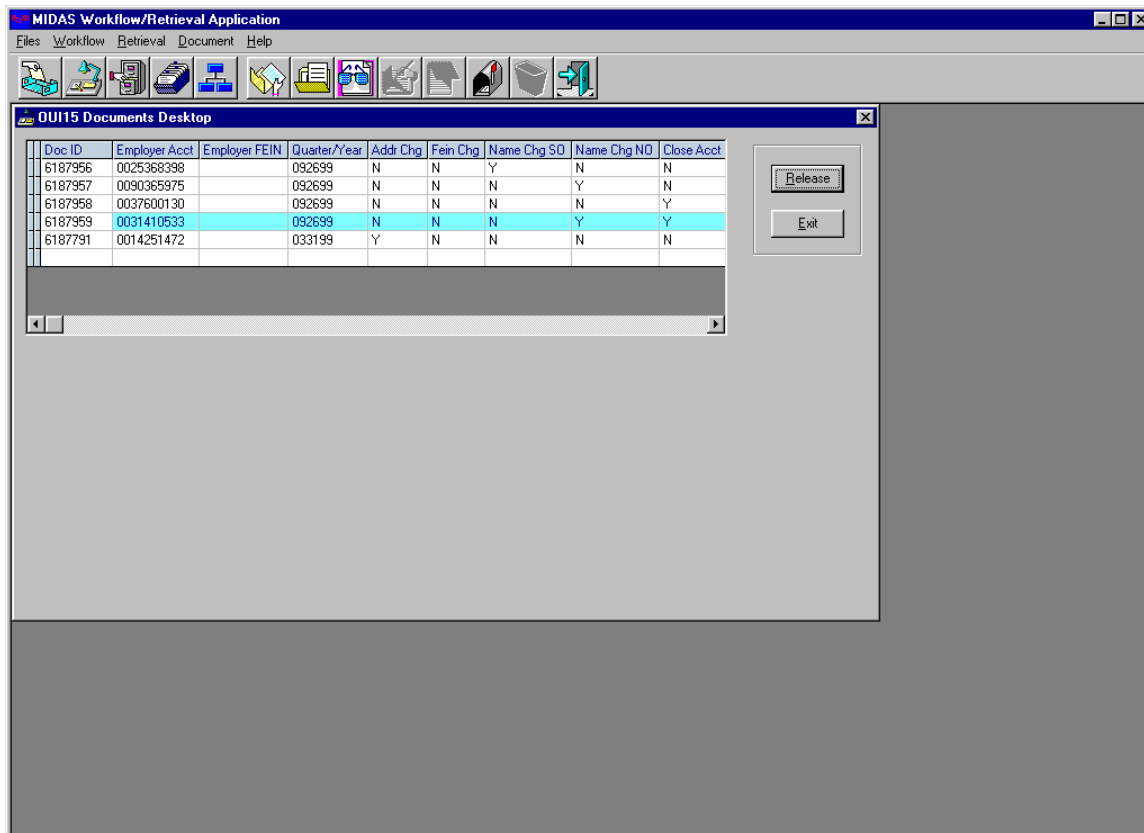 MIDAS Workflow/Retrieval Application
Files Workflow Retrieval Document Help
OUI15 Documents Desktop
Doc ID Employer Acct Employer FEIN Quarter/Year Addr Chg Fein Chg Name Chg SO Name Chg NO Close Acct
6187956 0025368398 092699 N N Y N N
6187957 0090365975 092699 N N N Y N
6187958 0037600130 092699 N N N N Y
6187959 0031410533 092699 N N N Y Y
6187791 0014251472 033199 Y N N N N
Release
Exit